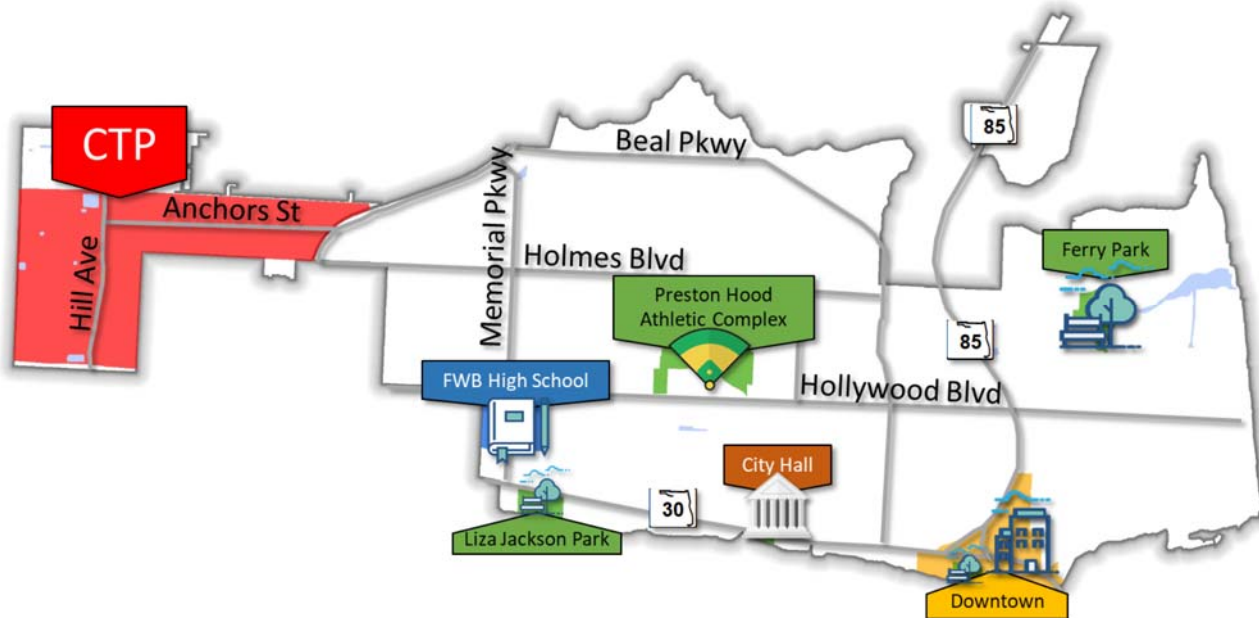 CTP
Anchors St
Hill Ave
Memorial Pkwy
Beal Pkwy
85
Holmes Blvd
Ferry Park
Preston Hood
Athletic Complex
85
FWB High School
Hollywood Blvd
City Hall
30
Liza Jackson Park
Downtown